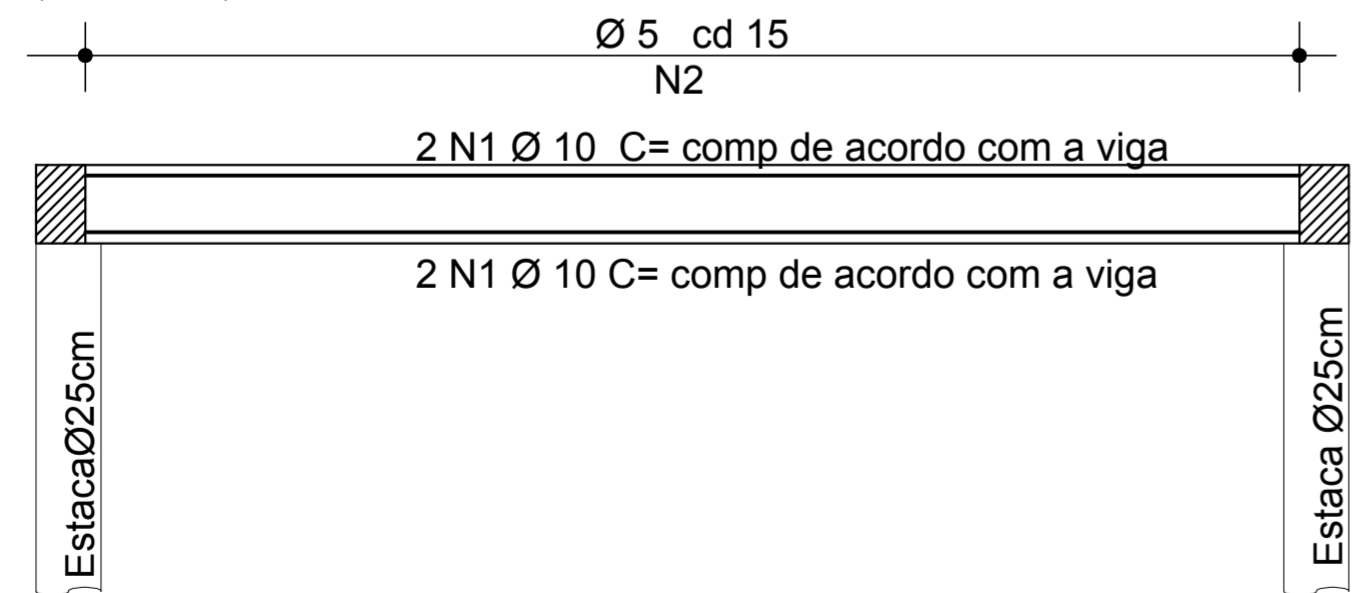 Ø 5 cd 15
N2
2 N1 Ø 10 C= comp de acordo com a viga
2 N1 Ø 10 C= comp de acordo com a viga
EstacaØ25cm
Estaca Ø25cm